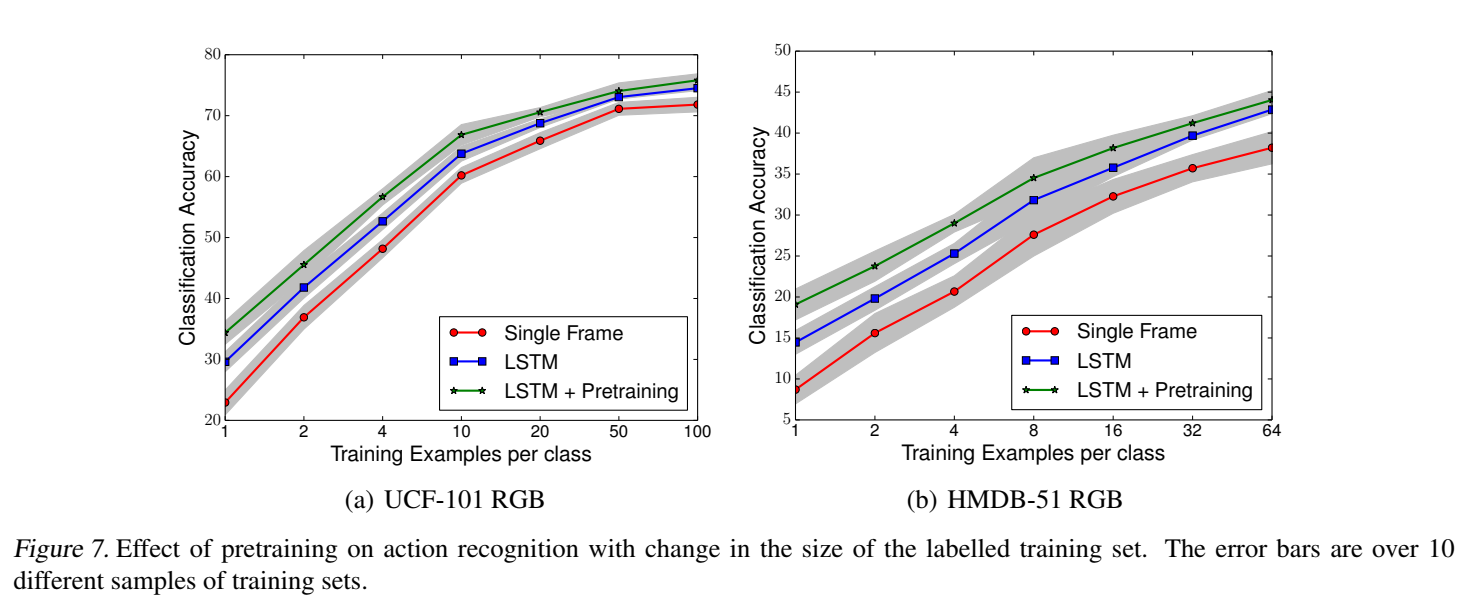 80
70
60
50
40
30
20
Classification Accuracy
Single Frame
LSTM
LSTM + Pretraining
1 2 4 10 20 50 100
Training Examples per class
(a) UCF-101 RGB
50
45
40
35
30
25
20
15
10
5
Classification Accuracy
Single Frame
LSTM
LSTM + Pretraining
1 2 4 8 16 32 64
Training Examples per class
(b) HMDB-51 RGB
Figure 7. Effect of pretraining on action recognition with change in the size of the labelled training set. The error bars are over 10
different samples of training sets.